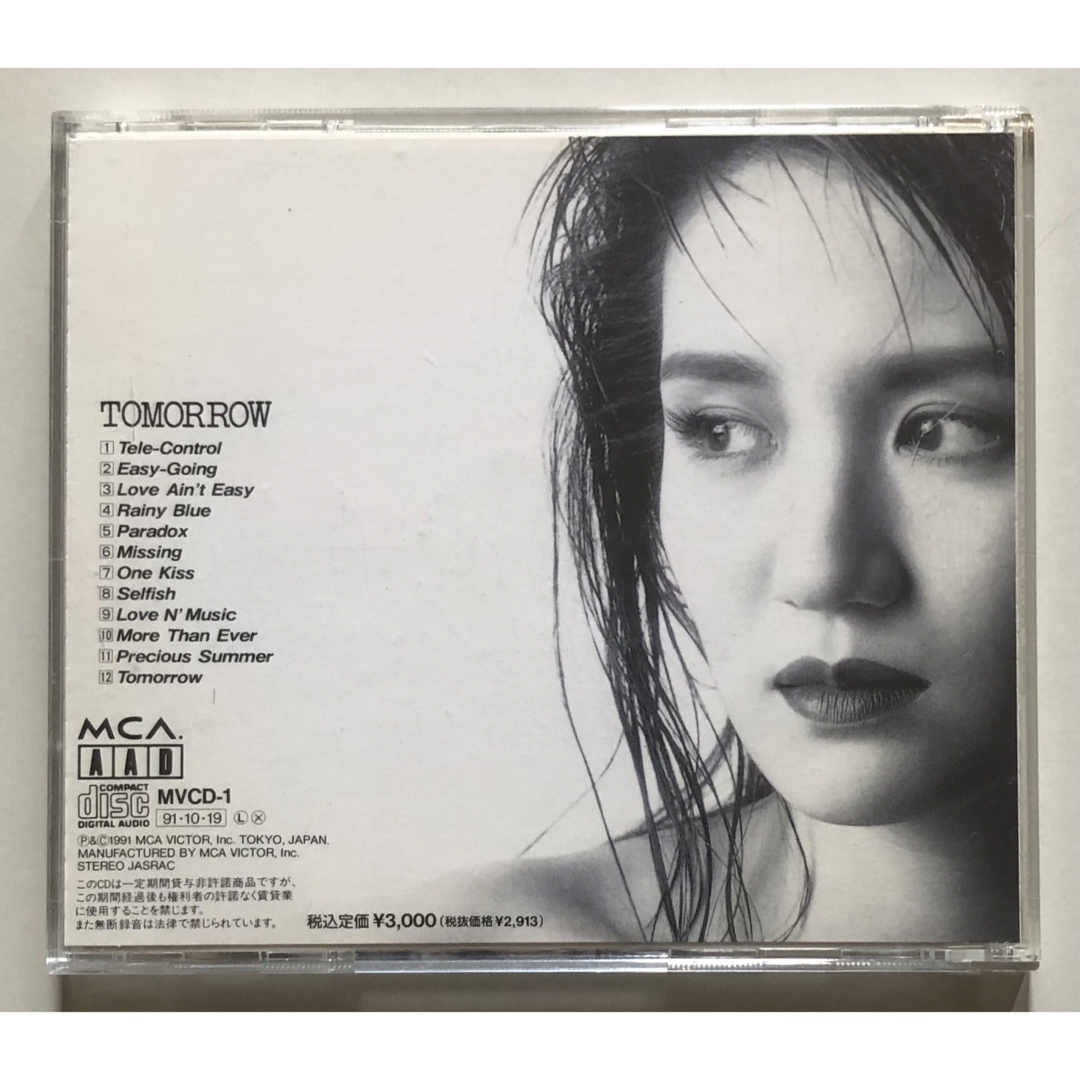 TOMORROW
1 Tele-Control
2 Easy-Going
3 Love Ain't Easy
4 Rainy Blue
5 Paradox
6 Missing
7 One Kiss
8 Selfish
9 Love N' Music
10 More Than Ever
11 Precious Summer
12 Tomorrow
MCA.
AAD
COMPACT
disc MVCD-1
DIGITAL AUDIO 91·10·19 Ⓛ Ⓧ
Ⓟ&Ⓒ1991 MCA VICTOR, Inc. TOKYO, JAPAN.
MANUFACTURED BY MCA VICTOR, Inc.
STEREO JASRAC
このCDは一定期間貸与非許諾商品ですが、
この期間経過後も権利者の許諾なく賃貸業
に使用することを禁じます。
また無断録音は法律で禁じられています。
税込定価 ¥3,000(税抜価格¥2,913)